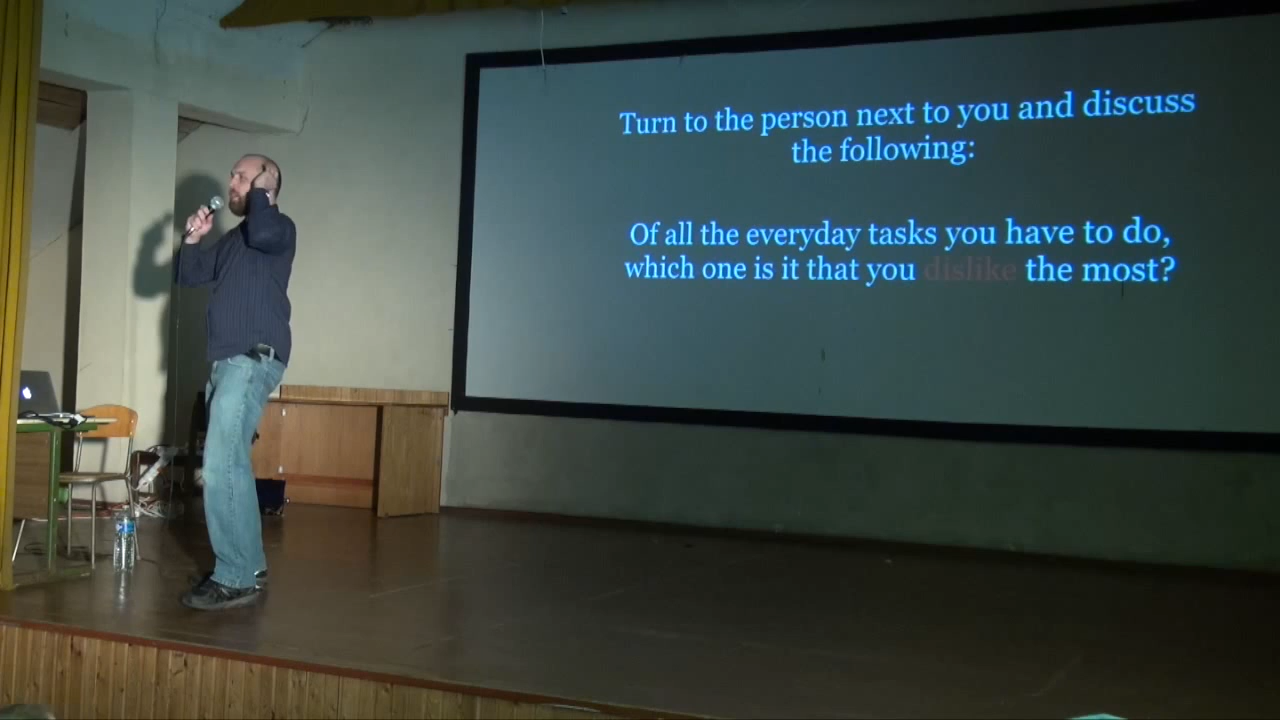 Turn to the person next to you and discuss
the following:
Of all the everyday tasks you have to do,
which one is it that you dislike the most?